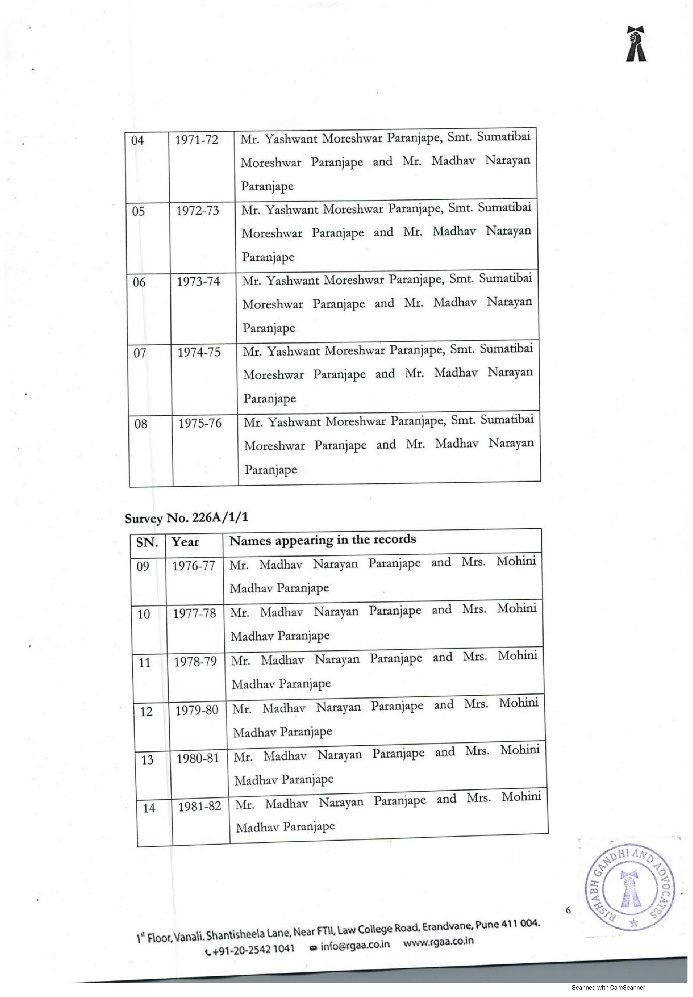 04 1971-72 Mr. Yashwant Moreshwar Paranjape, Smt. Sumatibai
Moreshwar Paranjape and Mr. Madhav Narayan
Paranjape
05 1972-73 Mr. Yashwant Moreshwar Paranjape, Smt. Sumatibai
Moreshwar Paranjape and Mr. Madhav Narayan
Paranjape
06 1973-74 Mr. Yashwant Moreshwar Paranjape, Smt. Sumatibai
Moreshwar Paranjape and Mr. Madhav Narayan
Paranjape
07 1974-75 Mr. Yashwant Moreshwar Paranjape, Smt. Sumatibai
Moreshwar Paranjape and Mr. Madhav Narayan
Paranjape
08 1975-76 Mr. Yashwant Moreshwar Paranjape, Smt. Sumatibai
Moreshwar Paranjape and Mr. Madhav Narayan
Paranjape
Survey No. 226A/1/1
SN. Year Names appearing in the records
09 1976-77 Mr. Madhav Narayan Paranjape and Mrs. Mohini
Madhav Paranjape
10 1977-78 Mr. Madhav Narayan Paranjape and Mrs. Mohini
Madhav Paranjape
11 1978-79 Mr. Madhav Narayan Paranjape and Mrs. Mohini
Madhav Paranjape
12 1979-80 Mr. Madhav Narayan Paranjape and Mrs. Mohini
Madhav Paranjape
13 1980-81 Mr. Madhav Narayan Paranjape and Mrs. Mohini
Madhav Paranjape
14 1981-82 Mr. Madhav Narayan Paranjape and Mrs. Mohini
Madhav Paranjape
RISHABH GANDHI AND ADVOCATES
6
1st Floor, Vanali, Shantisheela Lane, Near FTII, Law College Road, Erandvane, Pune 411 004.
+91-20-2542 1041 info@rgaa.co.in www.rgaa.co.in
Scanned with CamScanner